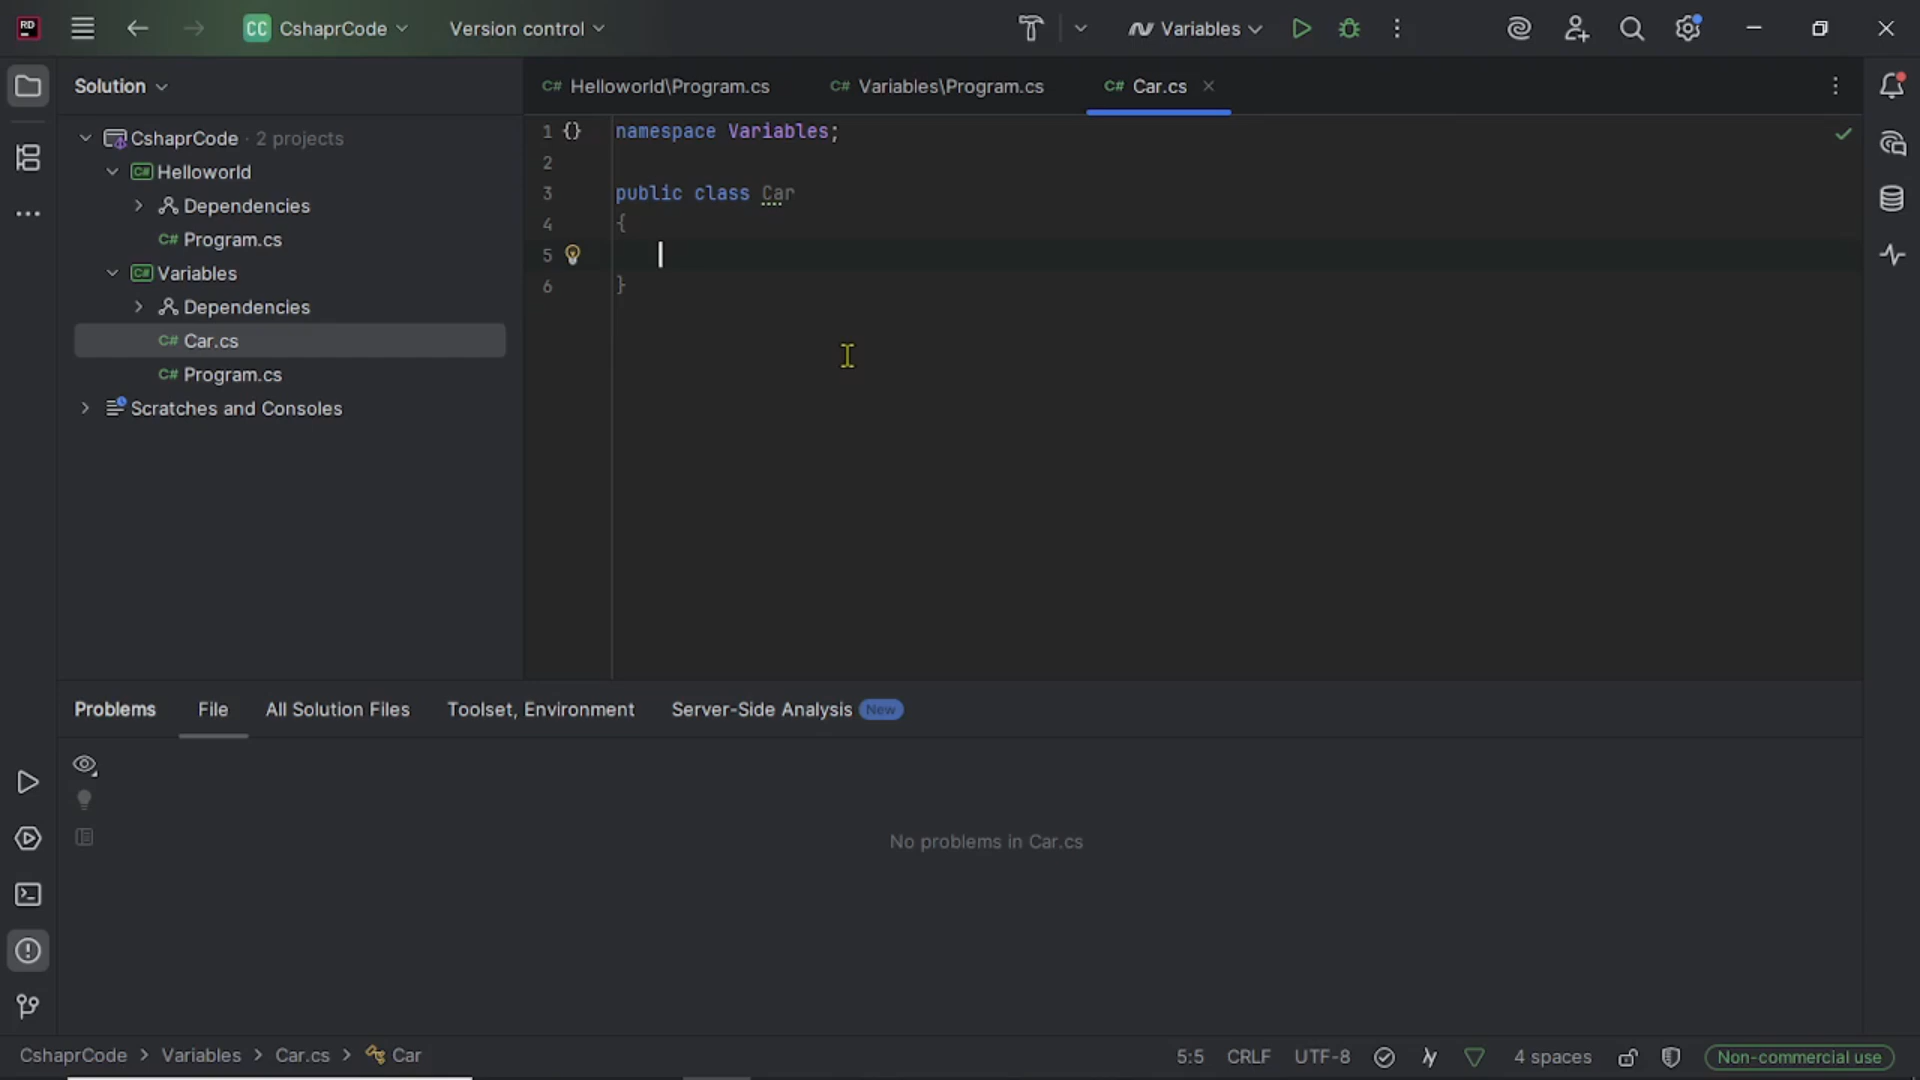 RD
CC CshaprCode
Version control
Variables
Solution
Helloworld\Program.cs
Variables\Program.cs
Car.cs
CshaprCode · 2 projects
Helloworld
Dependencies
C# Program.cs
Variables
Dependencies
C# Car.cs
C# Program.cs
Scratches and Consoles
1 {} namespace Variables;
2
3 public class Car
4 {
5
6 }
Problems
File
All Solution Files
Toolset, Environment
Server-Side Analysis New
No problems in Car.cs
CshaprCode > Variables > Car.cs > Car
5:5
CRLF
UTF-8
4 spaces
Non-commercial use